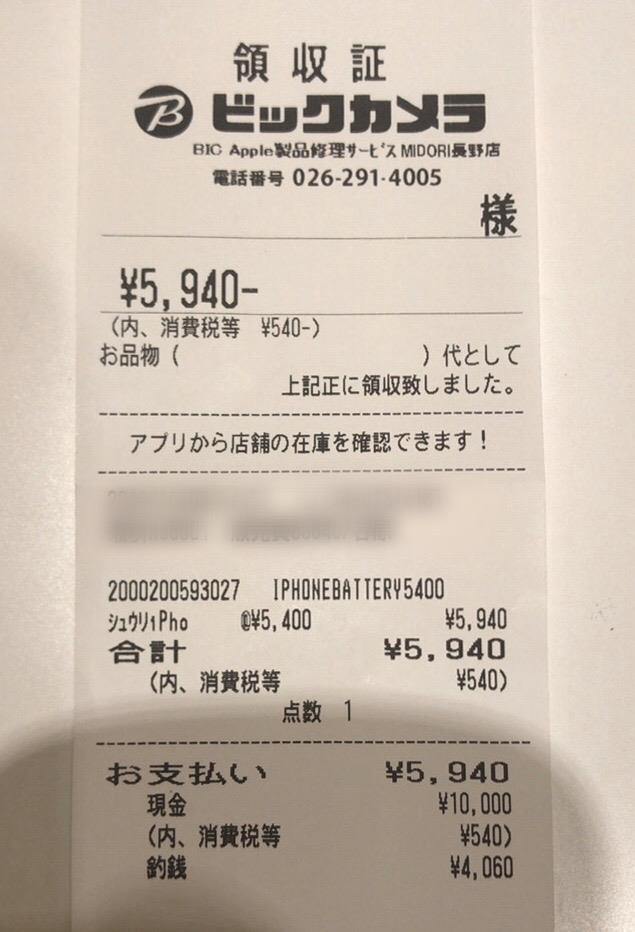 領収証
ビックカメラ
BIC Apple製品修理サービス MIDORI長野店
電話番号 026-291-4005
様
¥5,940-
(内、消費税等 ¥540-)
お品物( )代として
上記正に領収致しました。
アプリから店舗の在庫を確認できます!
2000200593027 IPHONEBATTERY5400
シュウリiPho @¥5,400 ¥5,940
合計 ¥5,940
(内、消費税等 ¥540)
点数 1
お支払い ¥5,940
現金 ¥10,000
(内、消費税等 ¥540)
釣銭 ¥4,060